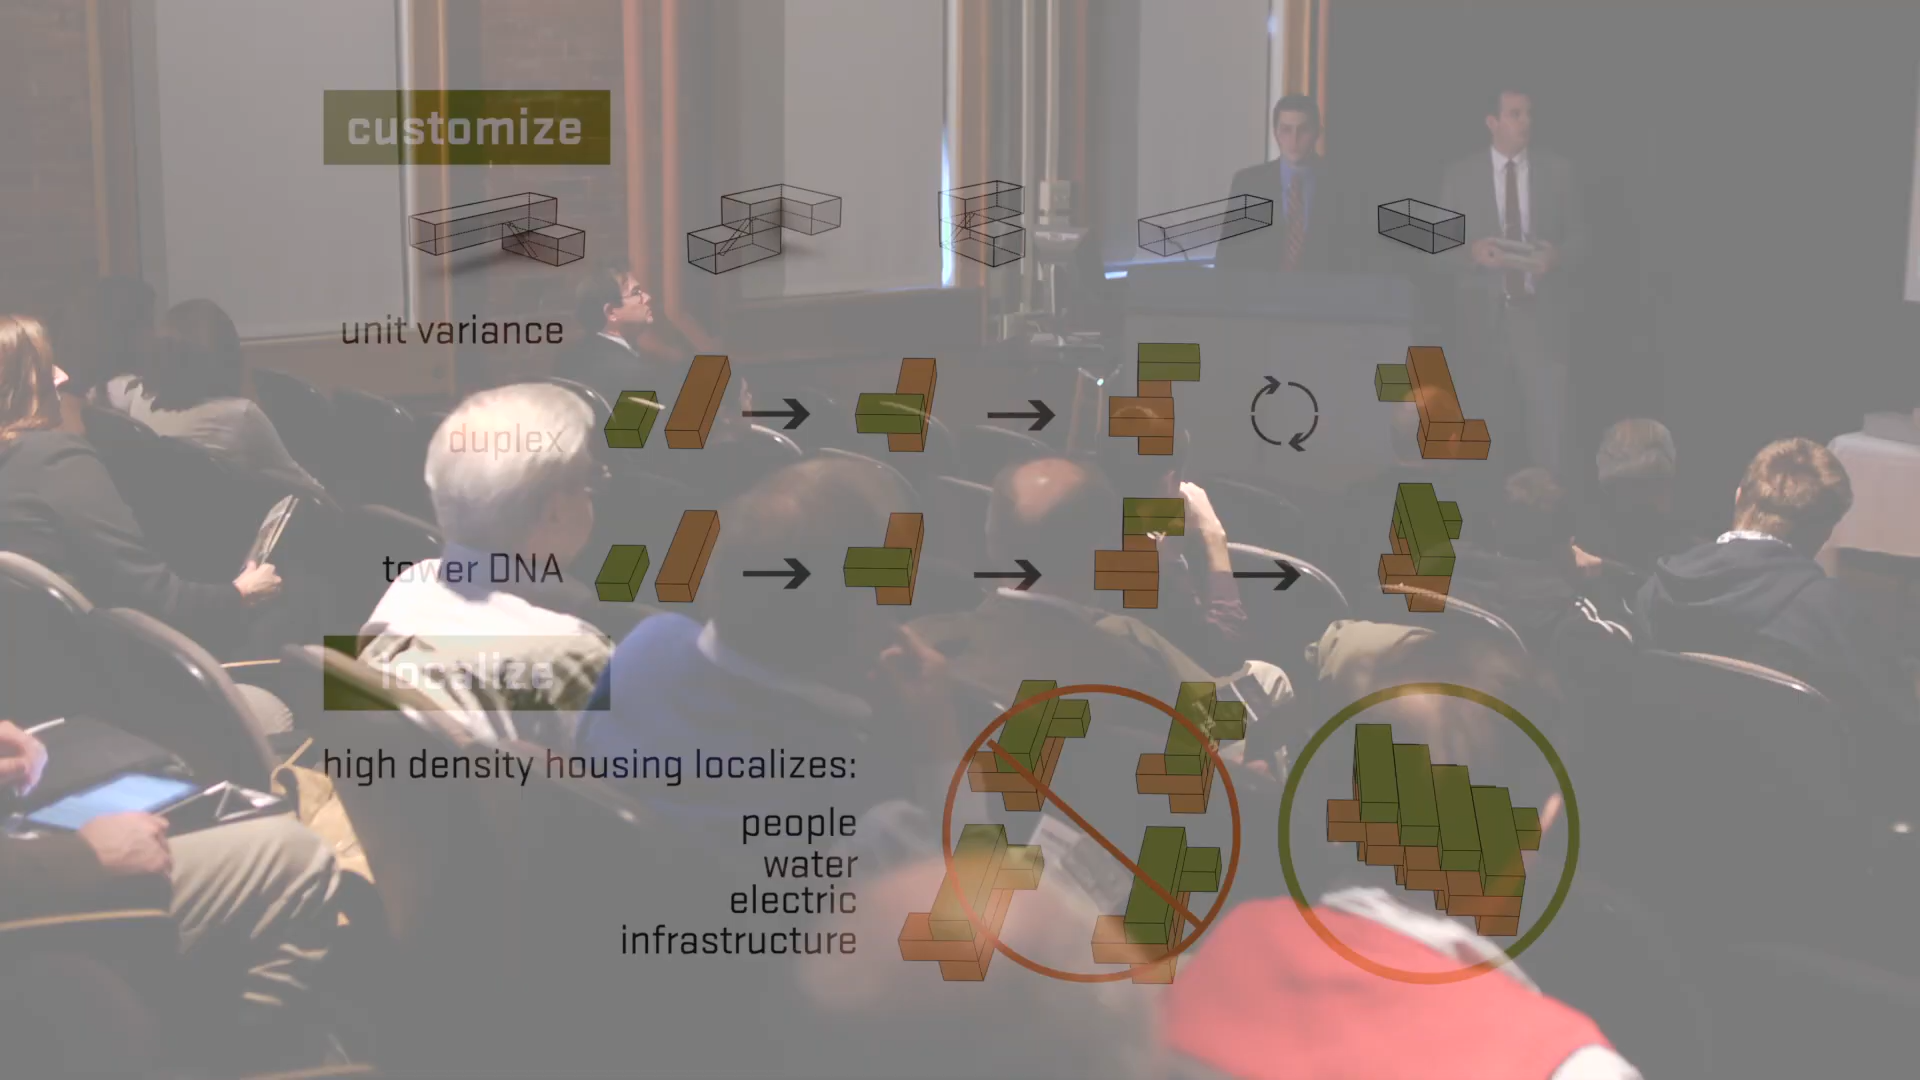 customize
unit variance
duplex
tower DNA
localize
high density housing localizes:
people
water
electric
infrastructure